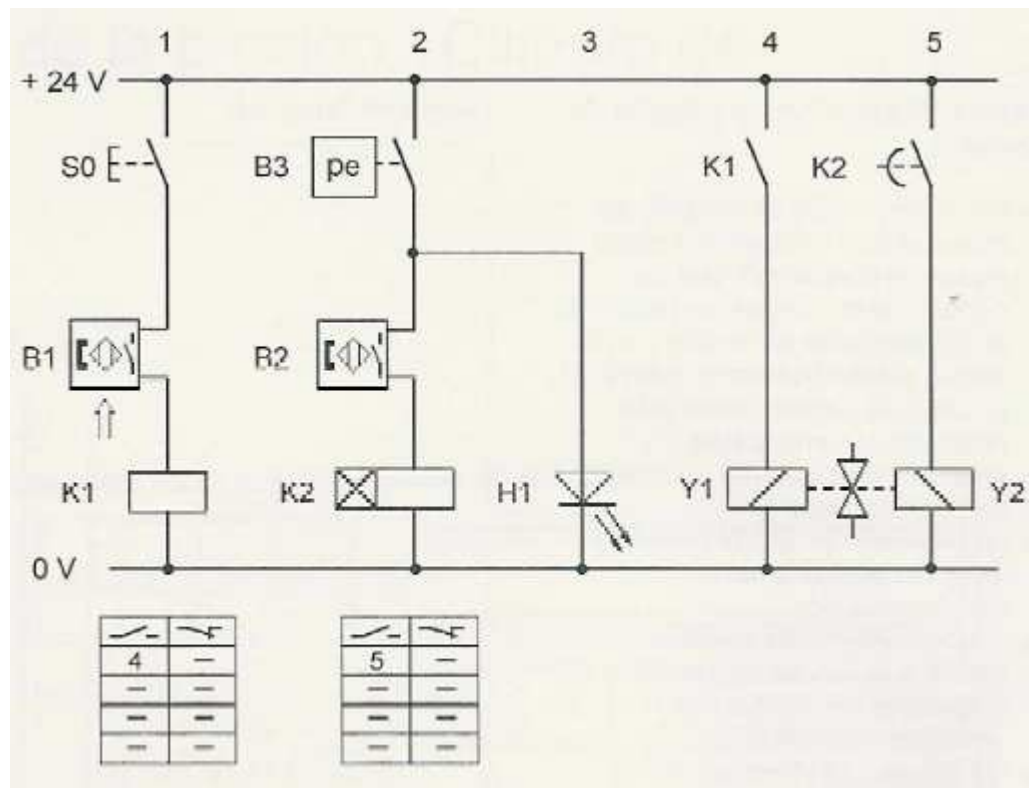 1 2 3 4 5
+ 24 V
S0 B3 pe K1 K2
B1 B2
K1 K2 H1 Y1 Y2
0 V
4 — 5 —
— — — —
— — — —
— — — —